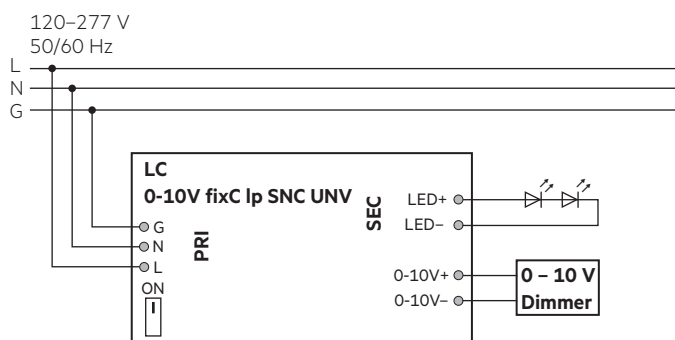 120–277 V
50/60 Hz
L
N
G
LC
0-10V fixC lp SNC UNV
PRI
SEC
G
N
L
ON
LED+
LED–
0-10V+
0-10V–
0 – 10 V
Dimmer